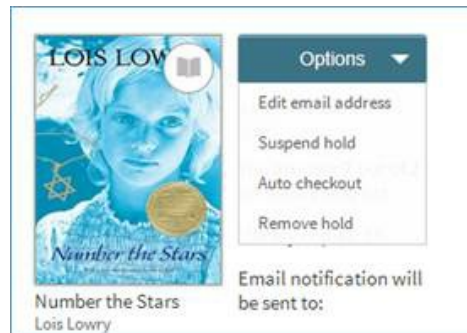 LOIS LOWRY
Number the Stars
Number the Stars
Lois Lowry
Options
Edit email address
Suspend hold
Auto checkout
Remove hold
Email notification will
be sent to: